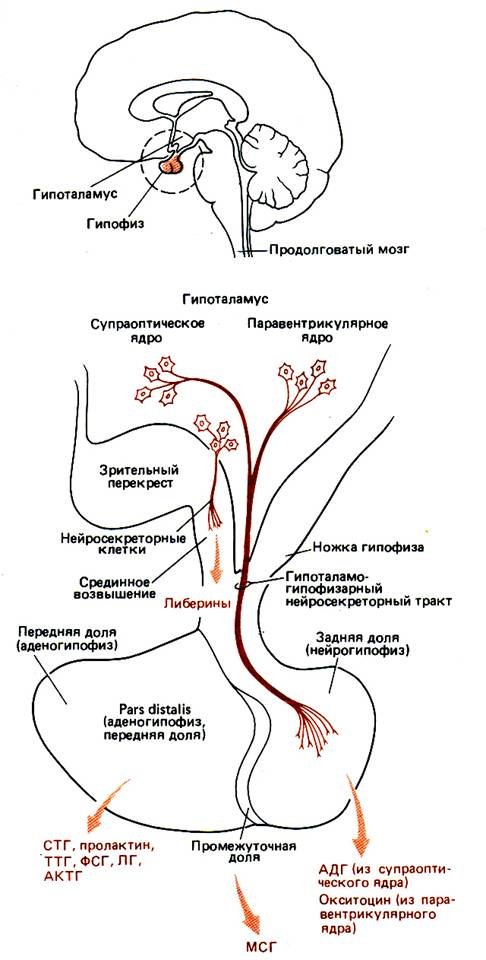 Гипоталамус
Гипофиз
Продолговатый мозг
Гипоталамус
Супраоптическое
ядро
Паравентрикулярное
ядро
Зрительный
перекрест
Нейросекреторные
клетки
Срединное
возвышение
Либерины
Ножка гипофиза
Гипоталамо-
гипофизарный
нейросекреторный тракт
Передняя доля
(аденогипофиз)
Задняя доля
(нейрогипофиз)
Pars distalis
(аденогипофиз,
передняя доля)
СТГ, пролактин,
ТТГ, ФСГ, ЛГ,
АКТГ
Промежуточная
доля
АДГ (из супраопти-
ческого ядра)
Окситоцин (из пара-
вентрикулярного
ядра)
МСГ